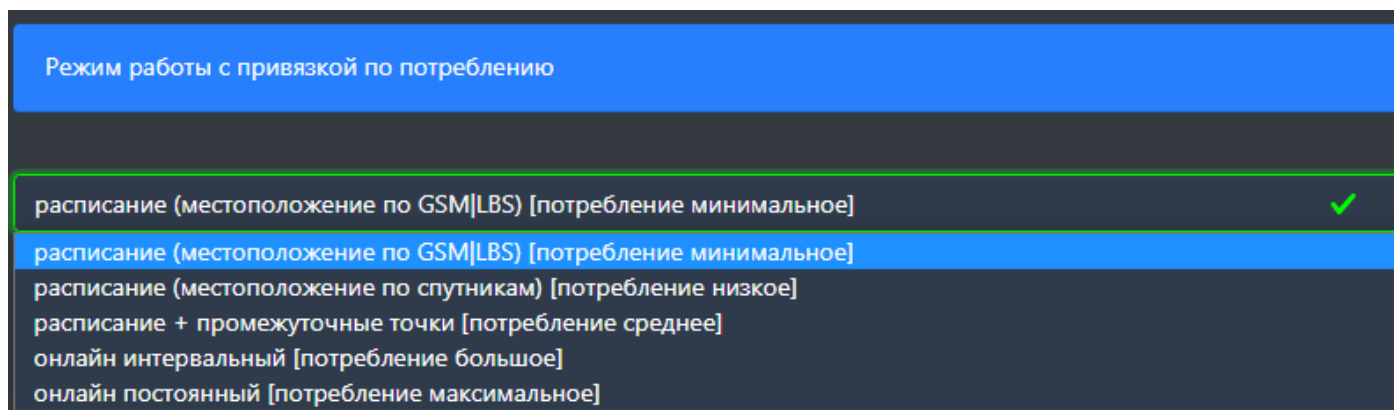 Режим работы с привязкой по потреблению
расписание (местоположение по GSM|LBS) [потребление минимальное]
расписание (местоположение по GSM|LBS) [потребление минимальное]
расписание (местоположение по спутникам) [потребление низкое]
расписание + промежуточные точки [потребление среднее]
онлайн интервальный [потребление большое]
онлайн постоянный [потребление максимальное]